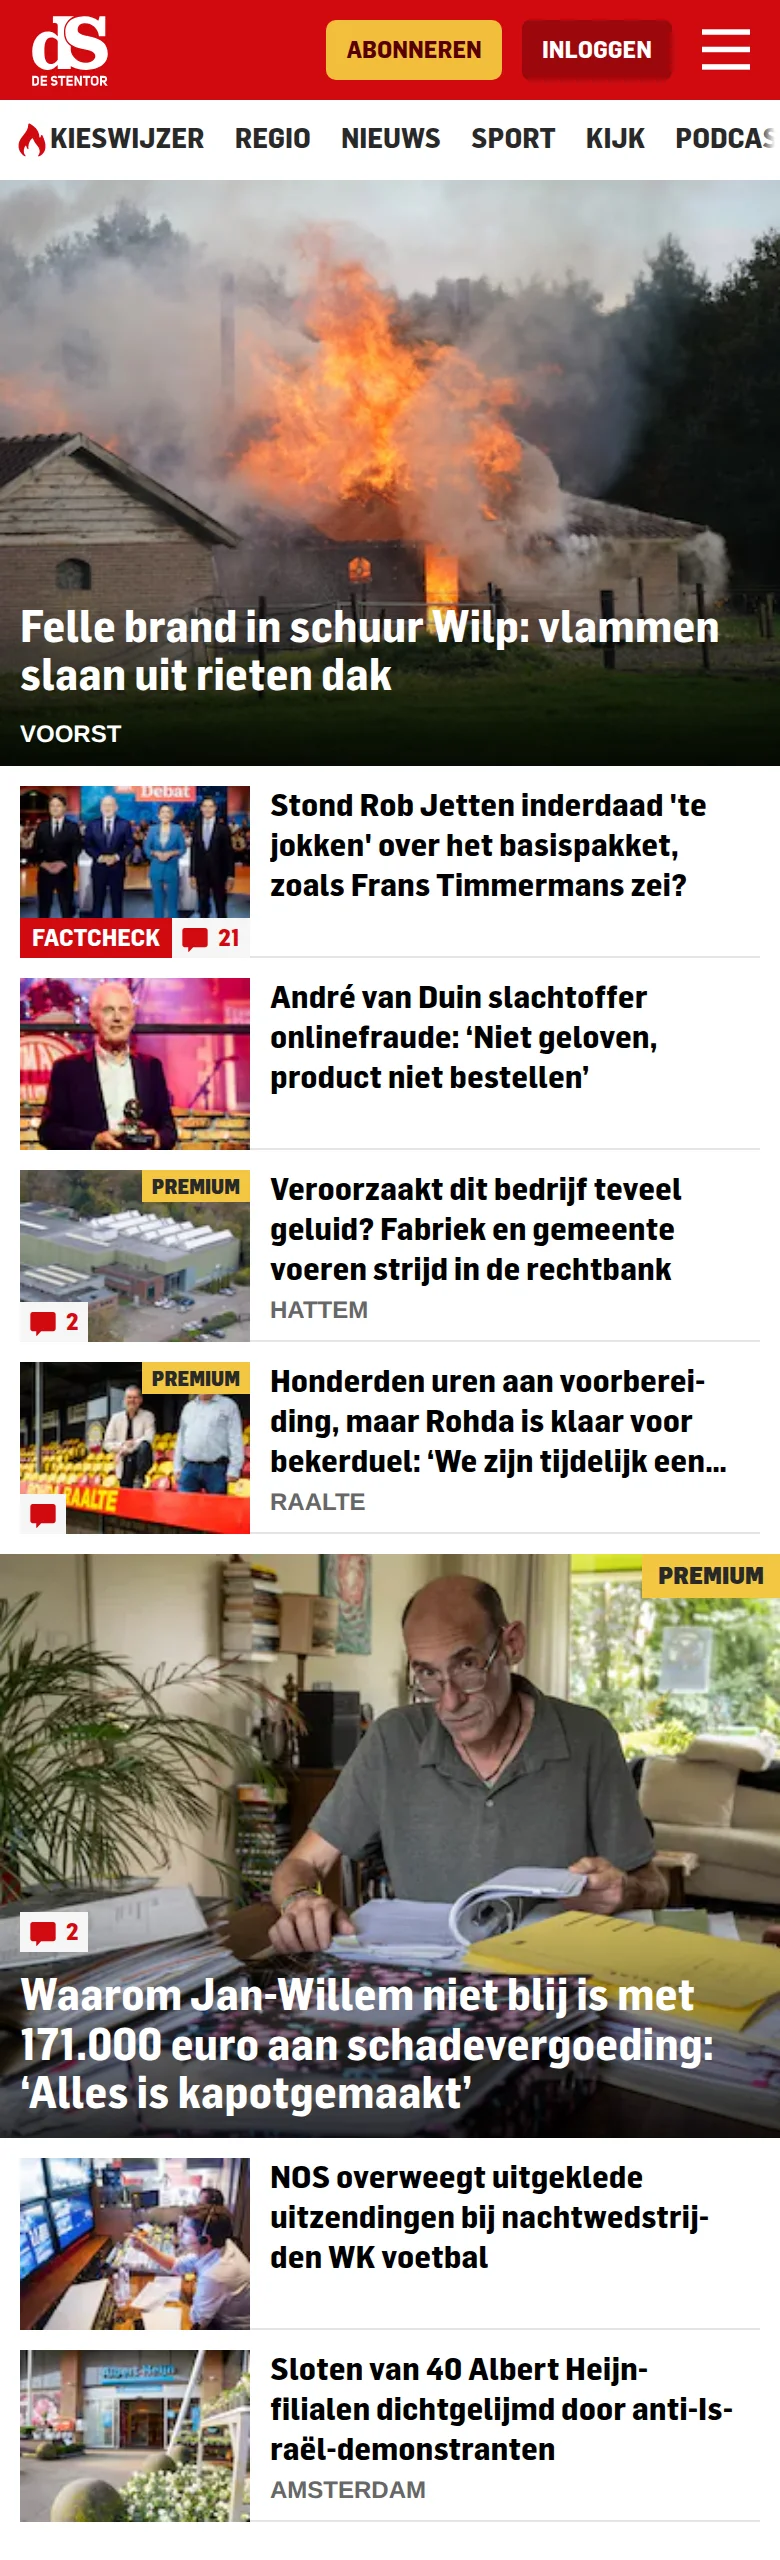 dS
DE STENTOR
ABONNEREN
INLOGGEN
KIESWIJZER REGIO NIEUWS SPORT KIJK PODCAS
Felle brand in schuur Wilp: vlammen
slaan uit rieten dak
VOORST
Debat
Stond Rob Jetten inderdaad 'te
jokken' over het basispakket,
zoals Frans Timmermans zei?
FACTCHECK 21
André van Duin slachtoffer
onlinefraude: ‘Niet geloven,
product niet bestellen’
PREMIUM
Veroorzaakt dit bedrijf teveel
geluid? Fabriek en gemeente
voeren strijd in de rechtbank
HATTEM
2
PREMIUM
Honderden uren aan voorberei-
ding, maar Rohda is klaar voor
bekerduel: ‘We zijn tijdelijk een...
RAALTE
RAALTE
PREMIUM
2
Waarom Jan-Willem niet blij is met
171.000 euro aan schadevergoeding:
‘Alles is kapotgemaakt’
NOS overweegt uitgeklede
uitzendingen bij nachtwedstrij-
den WK voetbal
Albert Heijn
Sloten van 40 Albert Heijn-
filialen dichtgelijmd door anti-Is-
raël-demonstranten
AMSTERDAM